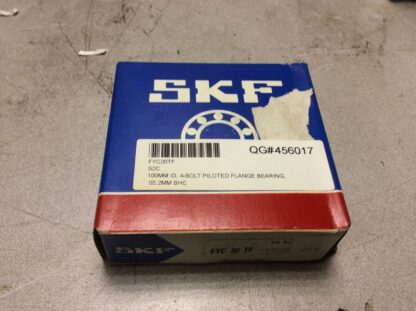 SKF
QG#456017
FYC20TF
S2C
100MM ID, 4-BOLT PILOTED FLANGE BEARING,
55.2MM BHC
SKF
FYC 20 TF